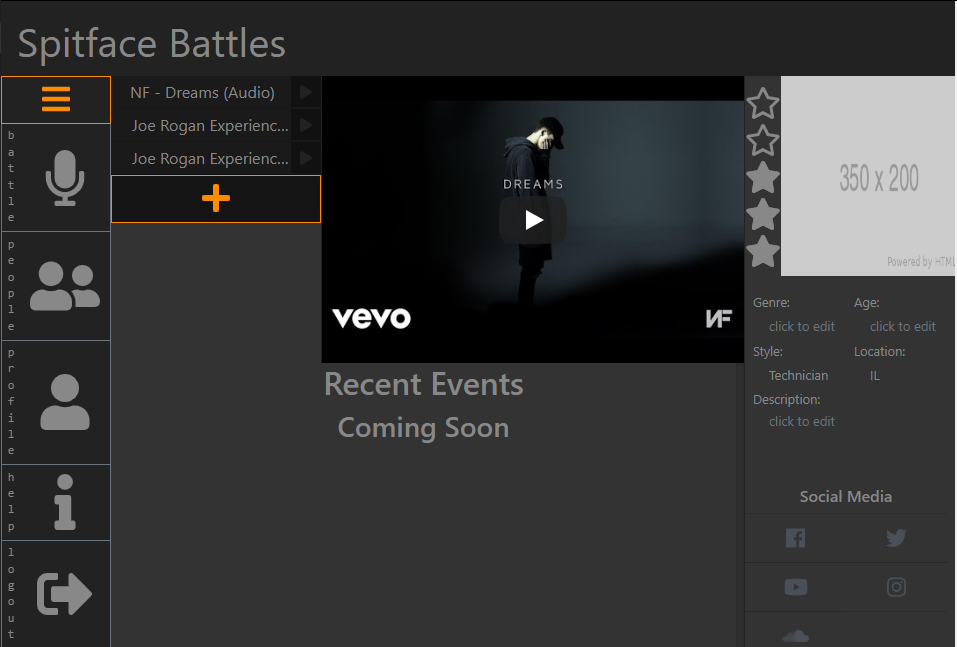 Spitface Battles
battle
people
profile
help
logout
NF - Dreams (Audio)
Joe Rogan Experienc...
Joe Rogan Experienc...
DREAMS
vevo
NF
Recent Events
Coming Soon
350 x 200
Powered by HTML
Genre:
Age:
click to edit
click to edit
Style:
Location:
Technician
IL
Description:
click to edit
Social Media